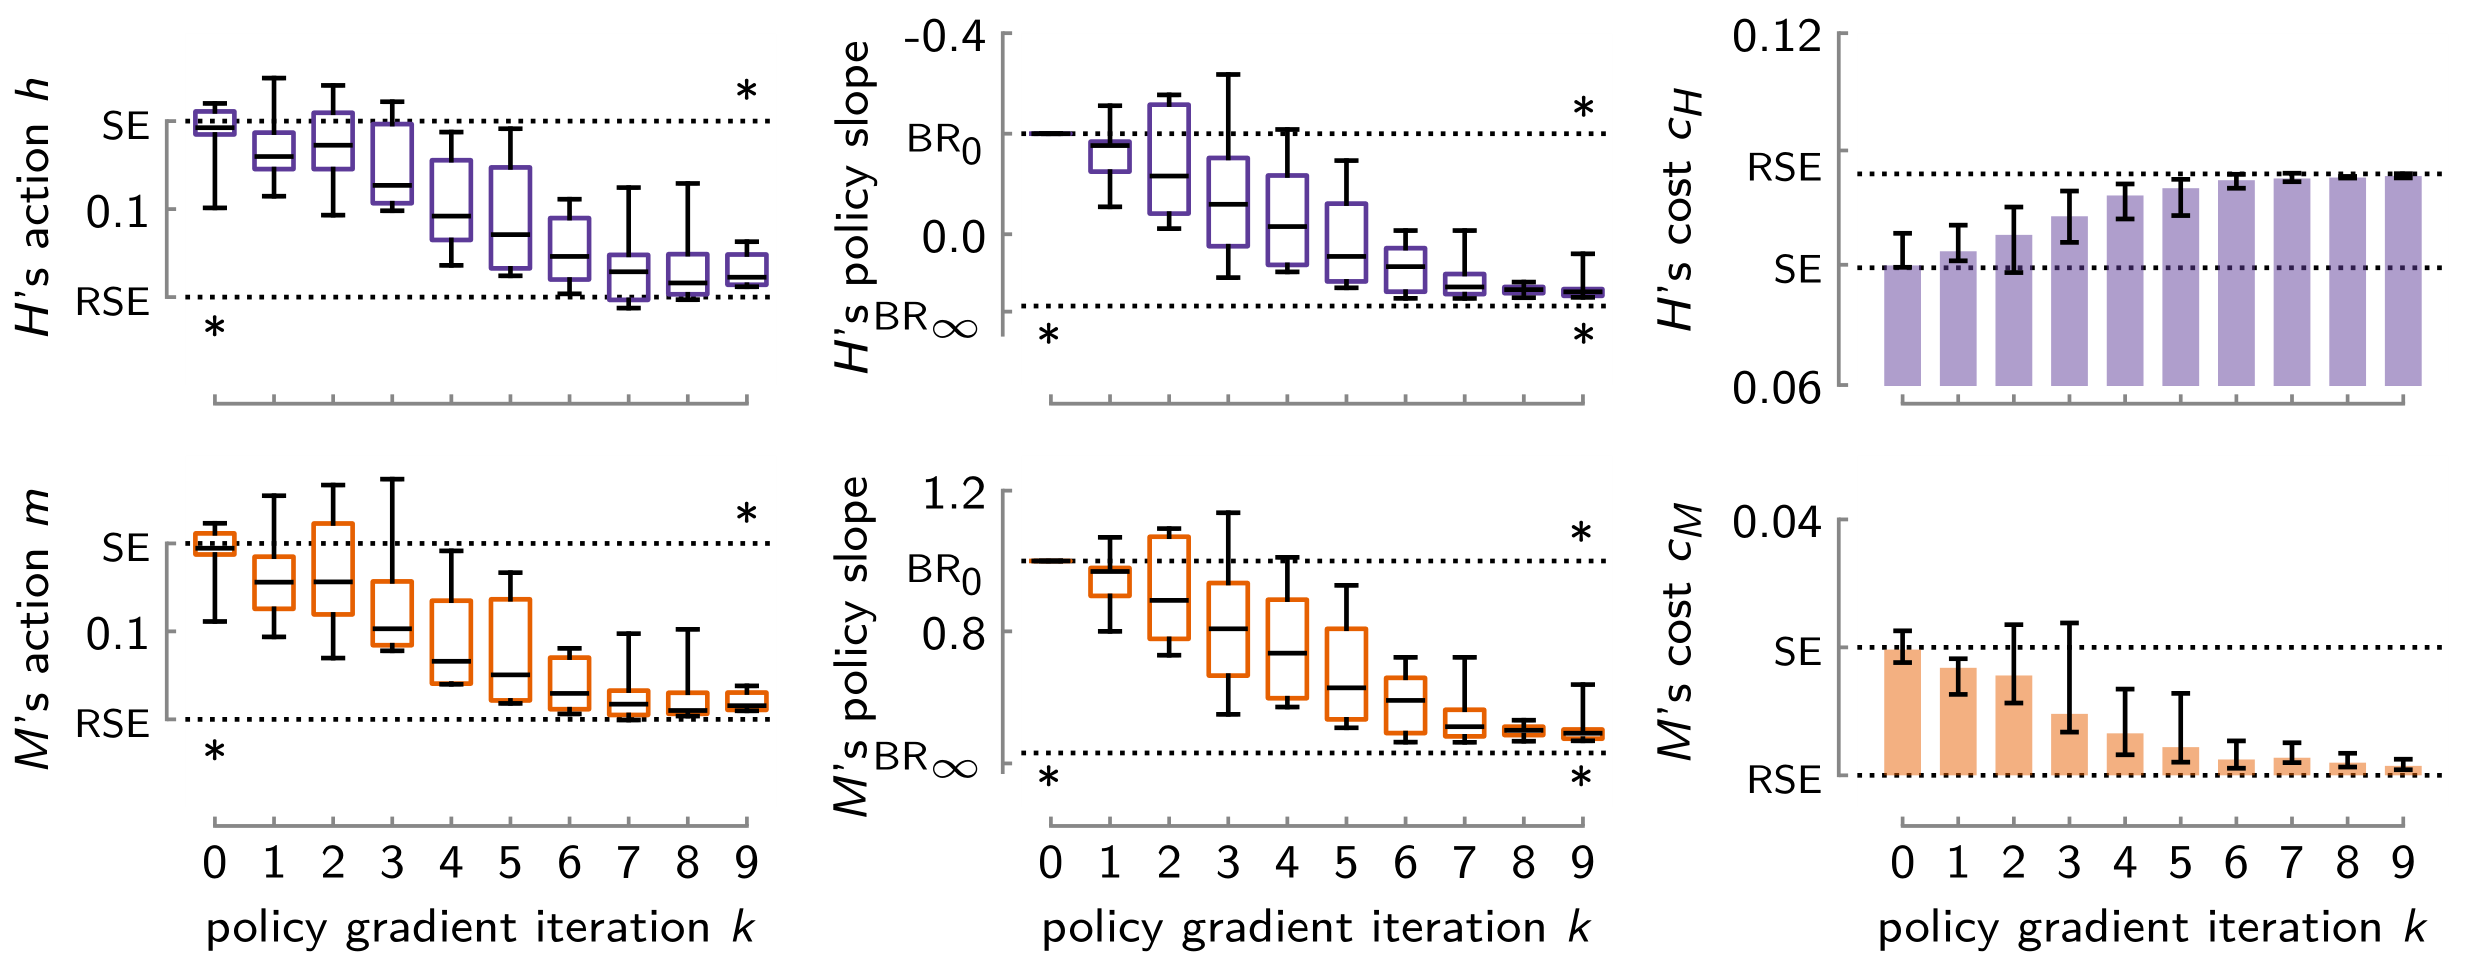 H's action h
SE
0.1
RSE
*
*
H's policy slope
-0.4
BR0
0.0
BR∞
*
*
*
H's cost cH
0.12
RSE
SE
0.06
M's action m
SE
0.1
RSE
*
*
0 1 2 3 4 5 6 7 8 9
policy gradient iteration k
M's policy slope
1.2
BR0
0.8
BR∞
*
*
*
0 1 2 3 4 5 6 7 8 9
policy gradient iteration k
M's cost cM
0.04
SE
RSE
0 1 2 3 4 5 6 7 8 9
policy gradient iteration k